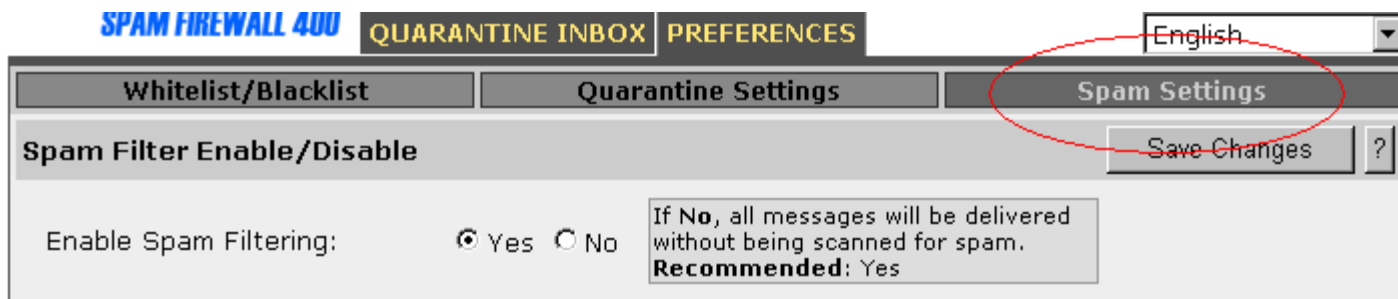 SPAM FIREWALL 400 QUARANTINE INBOX PREFERENCES English
Whitelist/Blacklist Quarantine Settings Spam Settings
Spam Filter Enable/Disable Save Changes ?
Enable Spam Filtering: Yes No
If No, all messages will be delivered
without being scanned for spam.
Recommended: Yes